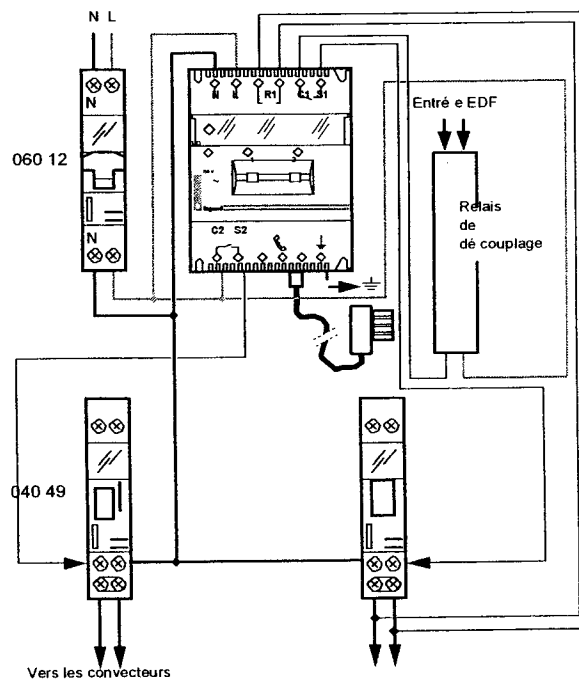 N L
N
060 12
N
N L R1 C1 S1
C2 S2
Entré e EDF
Relais
de
dé couplage
040 49
Vers les convecteurs